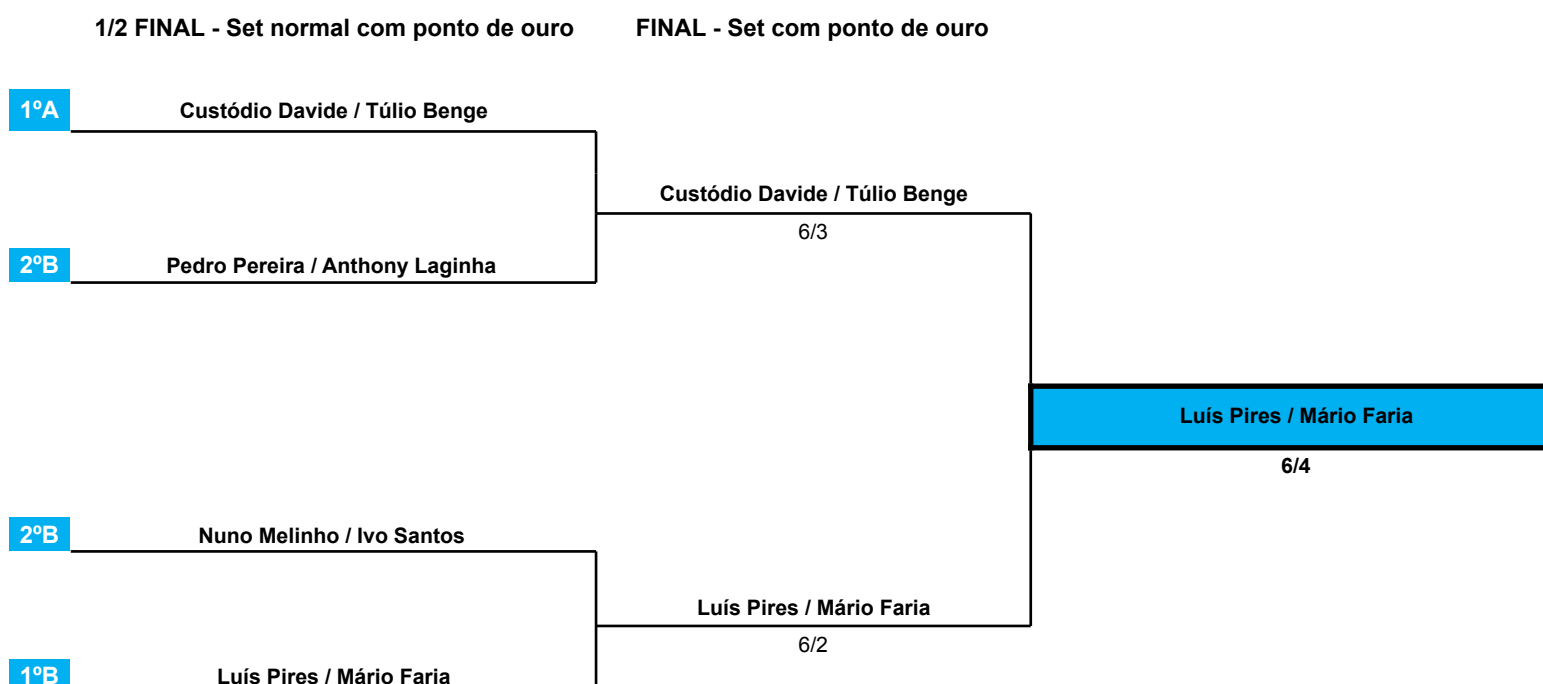 1/2 FINAL - Set normal com ponto de ouro FINAL - Set com ponto de ouro
1ºA Custódio Davide / Túlio Benge
Custódio Davide / Túlio Benge
6/3
2ºB Pedro Pereira / Anthony Laginha
Luís Pires / Mário Faria
6/4
2ºB Nuno Melinho / Ivo Santos
Luís Pires / Mário Faria
6/2
1ºB Luís Pires / Mário Faria